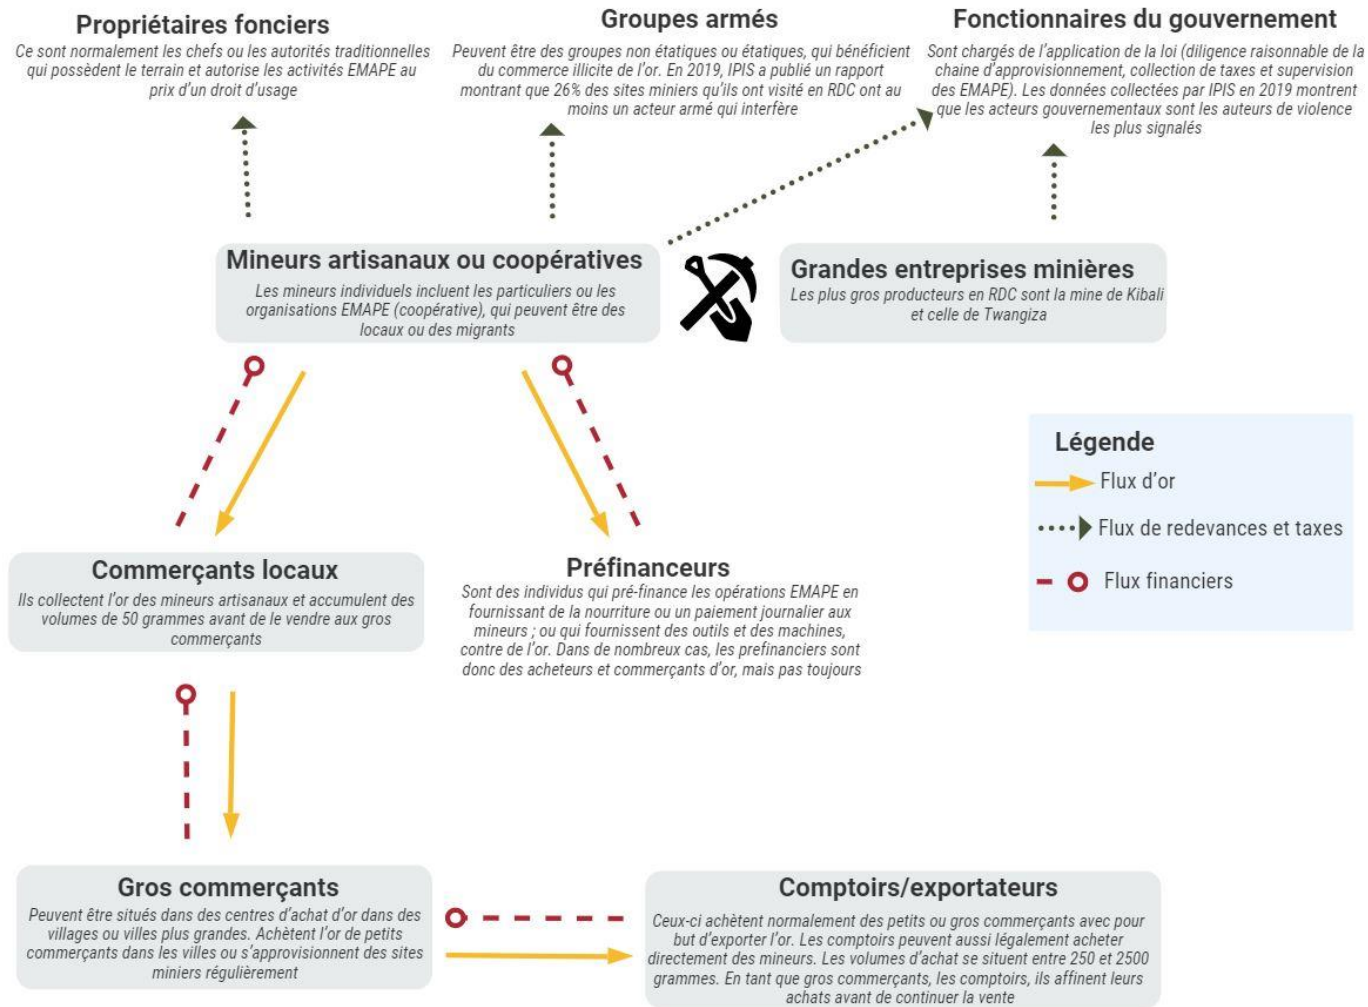 Propriétaires fonciers
Ce sont normalement les chefs ou les autorités traditionnelles
qui possèdent le terrain et autorise les activités EMAPE au
prix d'un droit d'usage
Groupes armés
Peuvent être des groupes non étatiques ou étatiques, qui bénéficient
du commerce illicite de l'or. En 2019, IPIS a publié un rapport
montrant que 26% des sites miniers qu'ils ont visité en RDC ont au
moins un acteur armé qui interfère
Fonctionnaires du gouvernement
Sont chargés de l'application de la loi (diligence raisonnable de la
chaine d'approvisionnement, collection de taxes et supervision
des EMAPE). Les données collectées par IPIS en 2019 montrent
que les acteurs gouvernementaux sont les auteurs de violence
les plus signalés
Mineurs artisanaux ou coopératives
Les mineurs individuels incluent les particuliers ou les
organisations EMAPE (coopérative), qui peuvent être des
locaux ou des migrants
Grandes entreprises minières
Les plus gros producteurs en RDC sont la mine de Kibali
et celle de Twangiza
Légende
Flux d'or
Flux de redevances et taxes
Flux financiers
Commerçants locaux
Ils collectent l'or des mineurs artisanaux et accumulent des
volumes de 50 grammes avant de le vendre aux gros
commerçants
Préfinanceurs
Sont des individus qui pré-finance les opérations EMAPE en
fournissant de la nourriture ou un paiement journalier aux
mineurs ; ou qui fournissent des outils et des machines,
contre de l'or. Dans de nombreux cas, les prefinanciers sont
donc des acheteurs et commerçants d'or, mais pas toujours
Gros commerçants
Peuvent être situés dans des centres d'achat d'or dans des
villages ou villes plus grandes. Achètent l'or de petits
commerçants dans les villes ou s'approvisionnent des sites
miniers régulièrement
Comptoirs/exportateurs
Ceux-ci achètent normalement des petits ou gros commerçants avec pour
but d'exporter l'or. Les comptoirs peuvent aussi légalement acheter
directement des mineurs. Les volumes d'achat se situent entre 250 et 2500
grammes. En tant que gros commerçants, les comptoirs, ils affinent leurs
achats avant de continuer la vente